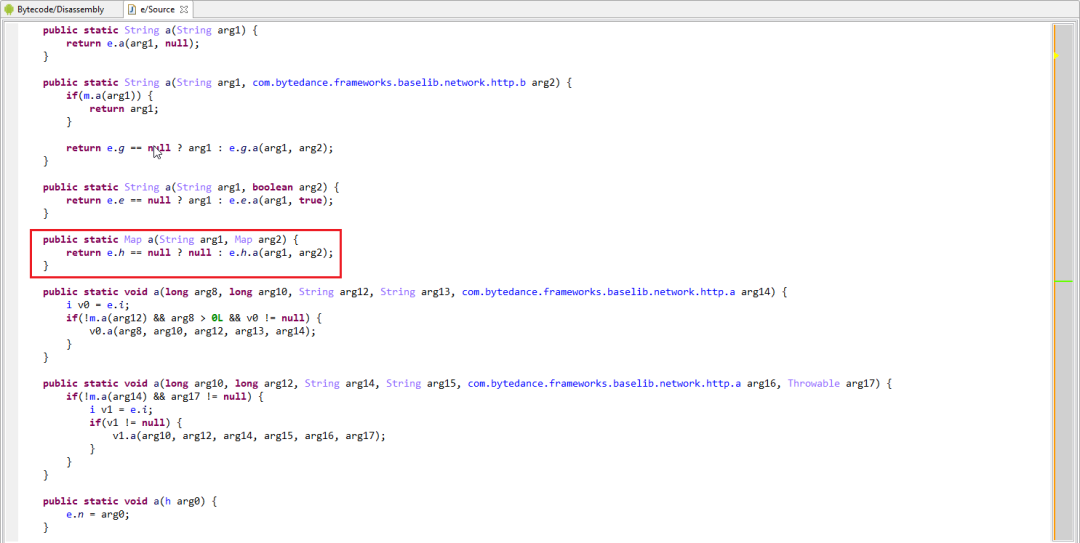 Bytecode/Disassembly e/Source
public static String a(String arg1) {
return e.a(arg1, null);
}
public static String a(String arg1, com.bytedance.frameworks.baselib.network.http.b arg2) {
if(m.a(arg1)) {
return arg1;
}
return e.g == null ? arg1 : e.g.a(arg1, arg2);
}
public static String a(String arg1, boolean arg2) {
return e.e == null ? arg1 : e.e.a(arg1, true);
}
public static Map a(String arg1, Map arg2) {
return e.h == null ? null : e.h.a(arg1, arg2);
}
public static void a(long arg8, long arg10, String arg12, String arg13, com.bytedance.frameworks.baselib.network.http.a arg14) {
i v0 = e.i;
if(!m.a(arg12) && arg8 > 0L && v0 != null) {
v0.a(arg8, arg10, arg12, arg13, arg14);
}
}
public static void a(long arg10, long arg12, String arg14, String arg15, com.bytedance.frameworks.baselib.network.http.a arg16, Throwable arg17) {
if(!m.a(arg14) && arg17 != null) {
i v1 = e.i;
if(v1 != null) {
v1.a(arg10, arg12, arg14, arg15, arg16, arg17);
}
}
}
public static void a(h arg0) {
e.n = arg0;
}